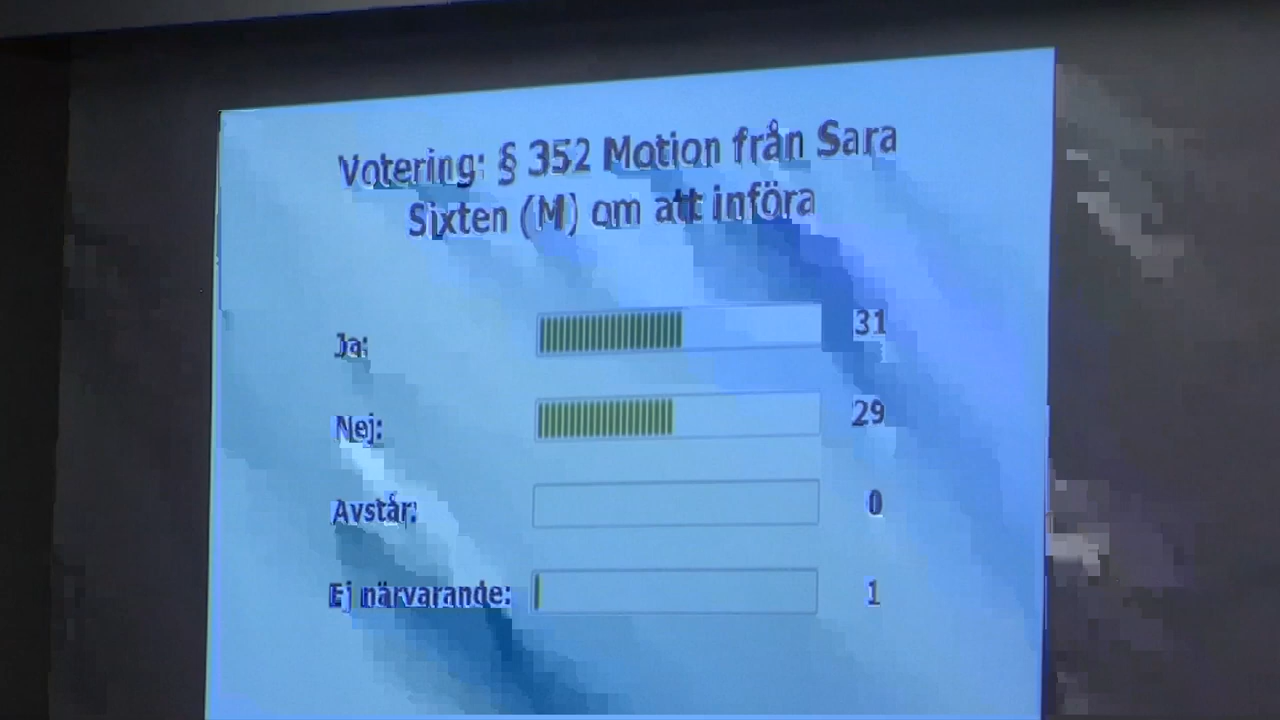 Votering: § 352 Motion från Sara
Sixten (M) om att införa
Ja: 31
Nej: 29
Avstår: 0
Ej närvarande: 1